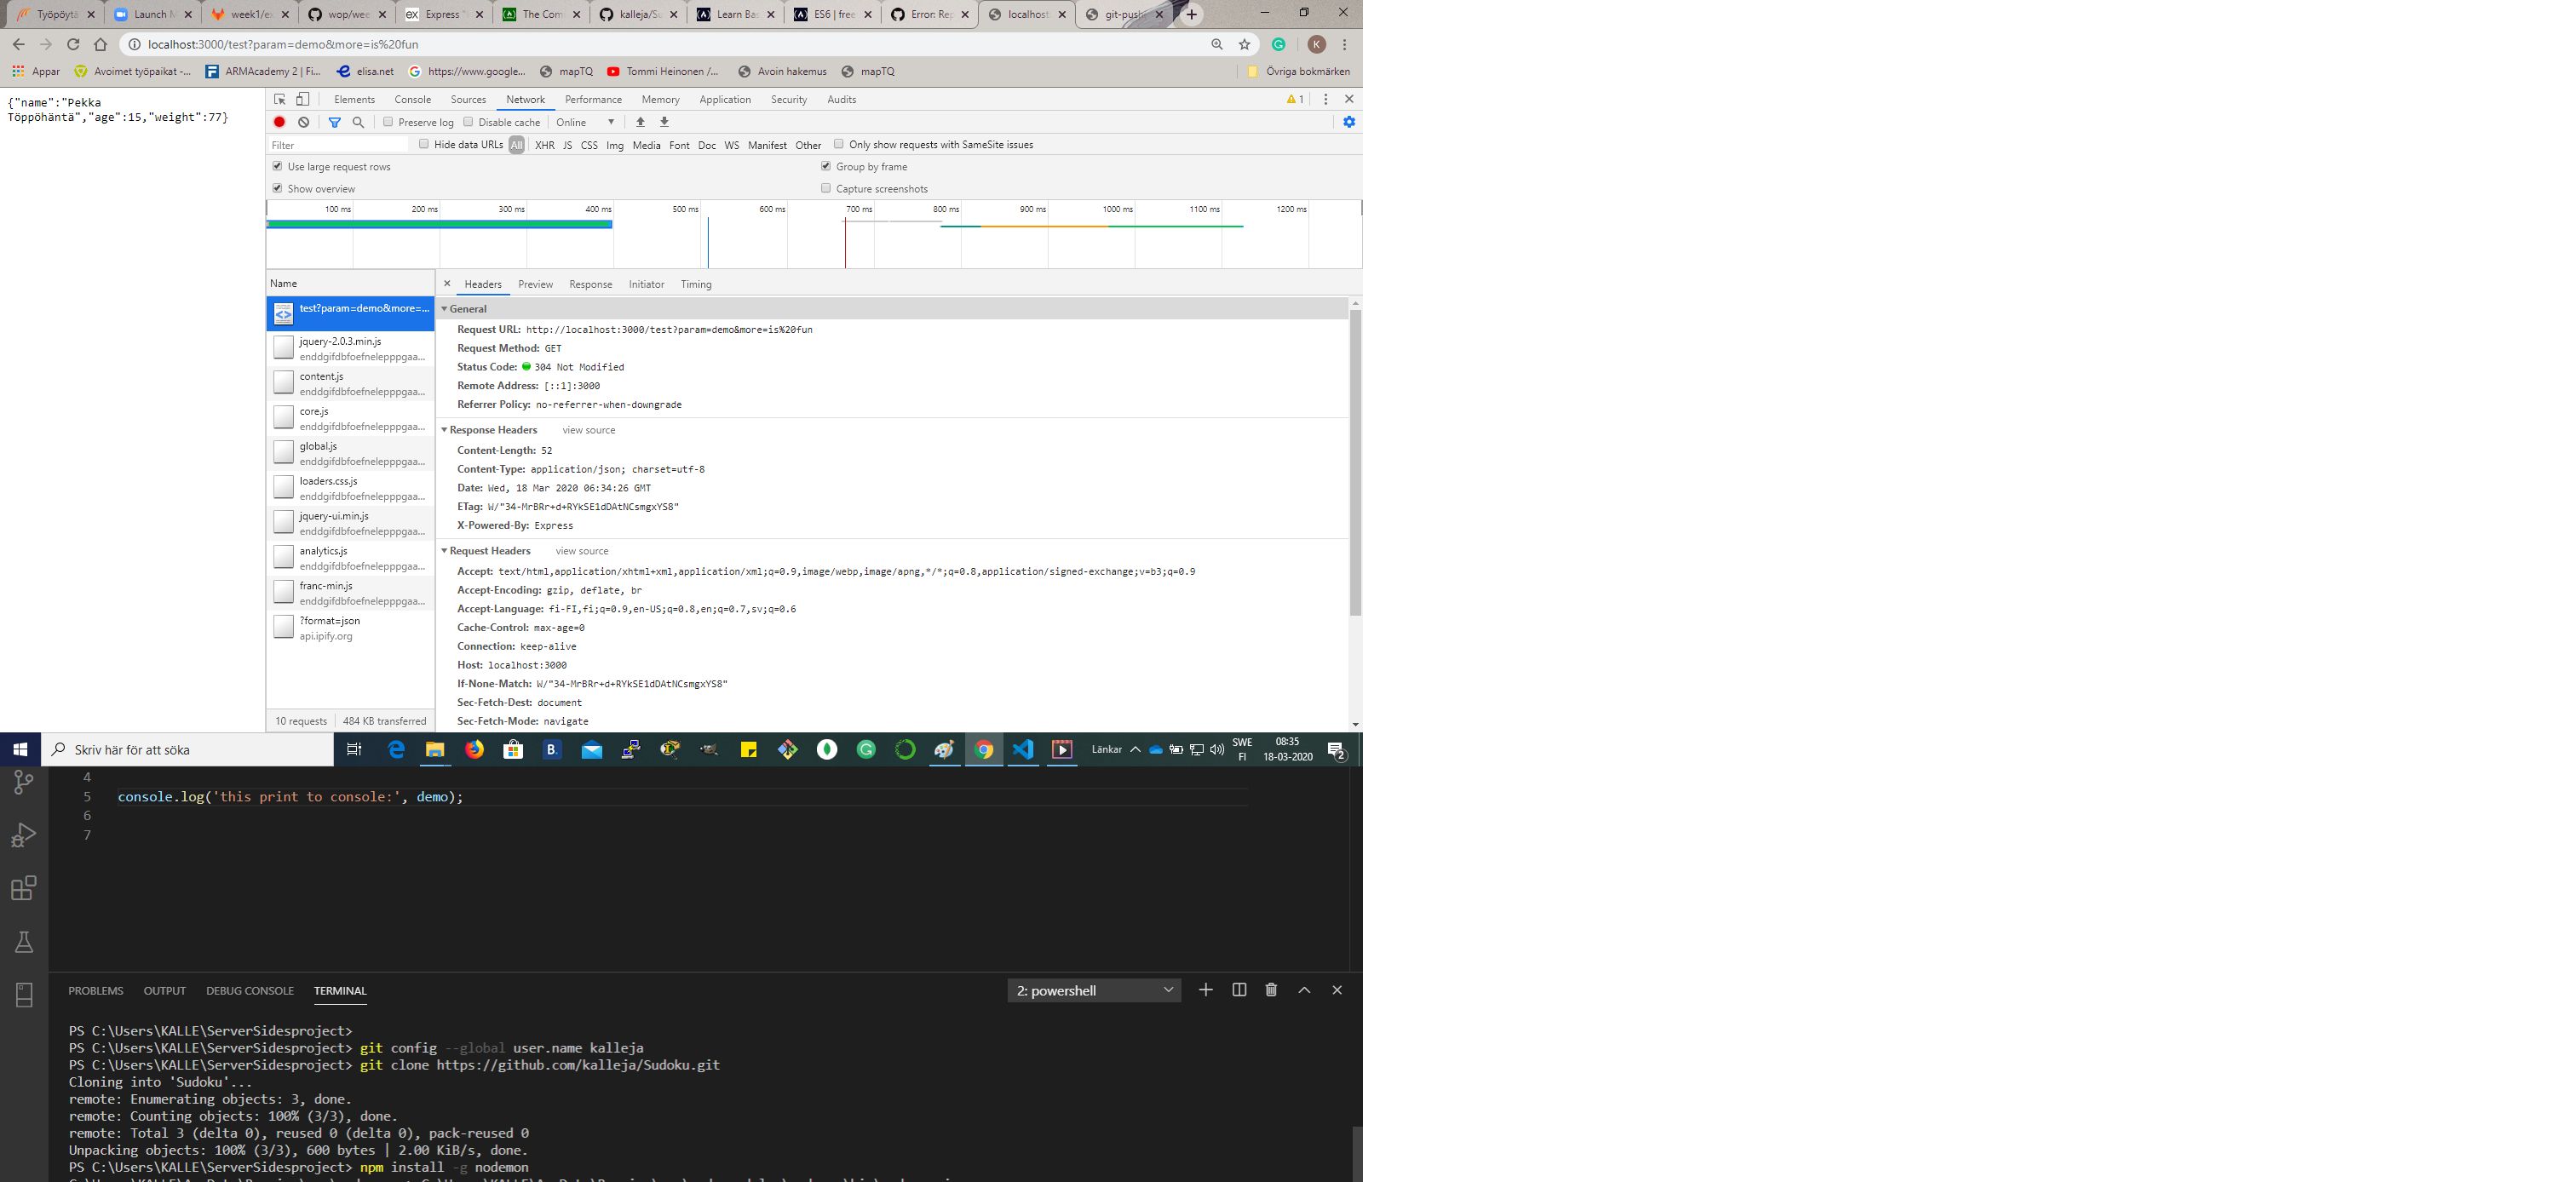 Työpöytä
Launch M
week1/ex
wop/wee
Express "
The Com
kalleja/Su
Learn Bas
ES6 | free
Error: Rep
localhost:
git-push
localhost:3000/test?param=demo&more=is%20fun
K
Appar
Avoimet työpaikat -...
ARMAcademy 2 | Fi...
elisa.net
https://www.google...
mapTQ
Tommi Heinonen /...
Avoin hakemus
mapTQ
Övriga bokmärken
{"name":"Pekka
Töppöhäntä","age":15,"weight":77}
Elements Console Sources Network Performance Memory Application Security Audits
1
Preserve log Disable cache Online
Filter Hide data URLs All XHR JS CSS Img Media Font Doc WS Manifest Other Only show requests with SameSite issues
Use large request rows Group by frame
Show overview Capture screenshots
100 ms 200 ms 300 ms 400 ms 500 ms 600 ms 700 ms 800 ms 900 ms 1000 ms 1100 ms 1200 ms
Name
test?param=demo&more=...
jquery-2.0.3.min.js
enddgifdbfoefnelepppgaa...
content.js
enddgifdbfoefnelepppgaa...
core.js
enddgifdbfoefnelepppgaa...
global.js
enddgifdbfoefnelepppgaa...
loaders.css.js
enddgifdbfoefnelepppgaa...
jquery-ui.min.js
enddgifdbfoefnelepppgaa...
analytics.js
enddgifdbfoefnelepppgaa...
franc-min.js
enddgifdbfoefnelepppgaa...
?format=json
api.ipify.org
10 requests 484 KB transferred
Headers Preview Response Initiator Timing
General
Request URL: http://localhost:3000/test?param=demo&more=is%20fun
Request Method: GET
Status Code: 304 Not Modified
Remote Address: [::1]:3000
Referrer Policy: no-referrer-when-downgrade
Response Headers view source
Content-Length: 52
Content-Type: application/json; charset=utf-8
Date: Wed, 18 Mar 2020 06:34:26 GMT
ETag: W/"34-MrBRr+d+RYkSE1dDAtNCsmgxYS8"
X-Powered-By: Express
Request Headers view source
Accept: text/html,application/xhtml+xml,application/xml;q=0.9,image/webp,image/apng,*/*;q=0.8,application/signed-exchange;v=b3;q=0.9
Accept-Encoding: gzip, deflate, br
Accept-Language: fi-FI,fi;q=0.9,en-US;q=0.8,en;q=0.7,sv;q=0.6
Cache-Control: max-age=0
Connection: keep-alive
Host: localhost:3000
If-None-Match: W/"34-MrBRr+d+RYkSE1dDAtNCsmgxYS8"
Sec-Fetch-Dest: document
Sec-Fetch-Mode: navigate
Skriv här för att söka
B.
Länkar
SWE
FI
08:35
18-03-2020
2
4
5 console.log('this print to console:', demo);
6
7
PROBLEMS OUTPUT DEBUG CONSOLE TERMINAL
2: powershell
PS C:\Users\KALLE\ServerSidesproject>
PS C:\Users\KALLE\ServerSidesproject> git config --global user.name kalleja
PS C:\Users\KALLE\ServerSidesproject> git clone https://github.com/kalleja/Sudoku.git
Cloning into 'Sudoku'...
remote: Enumerating objects: 3, done.
remote: Counting objects: 100% (3/3), done.
remote: Total 3 (delta 0), reused 0 (delta 0), pack-reused 0
Unpacking objects: 100% (3/3), 600 bytes | 2.00 KiB/s, done.
PS C:\Users\KALLE\ServerSidesproject> npm install -g nodemon